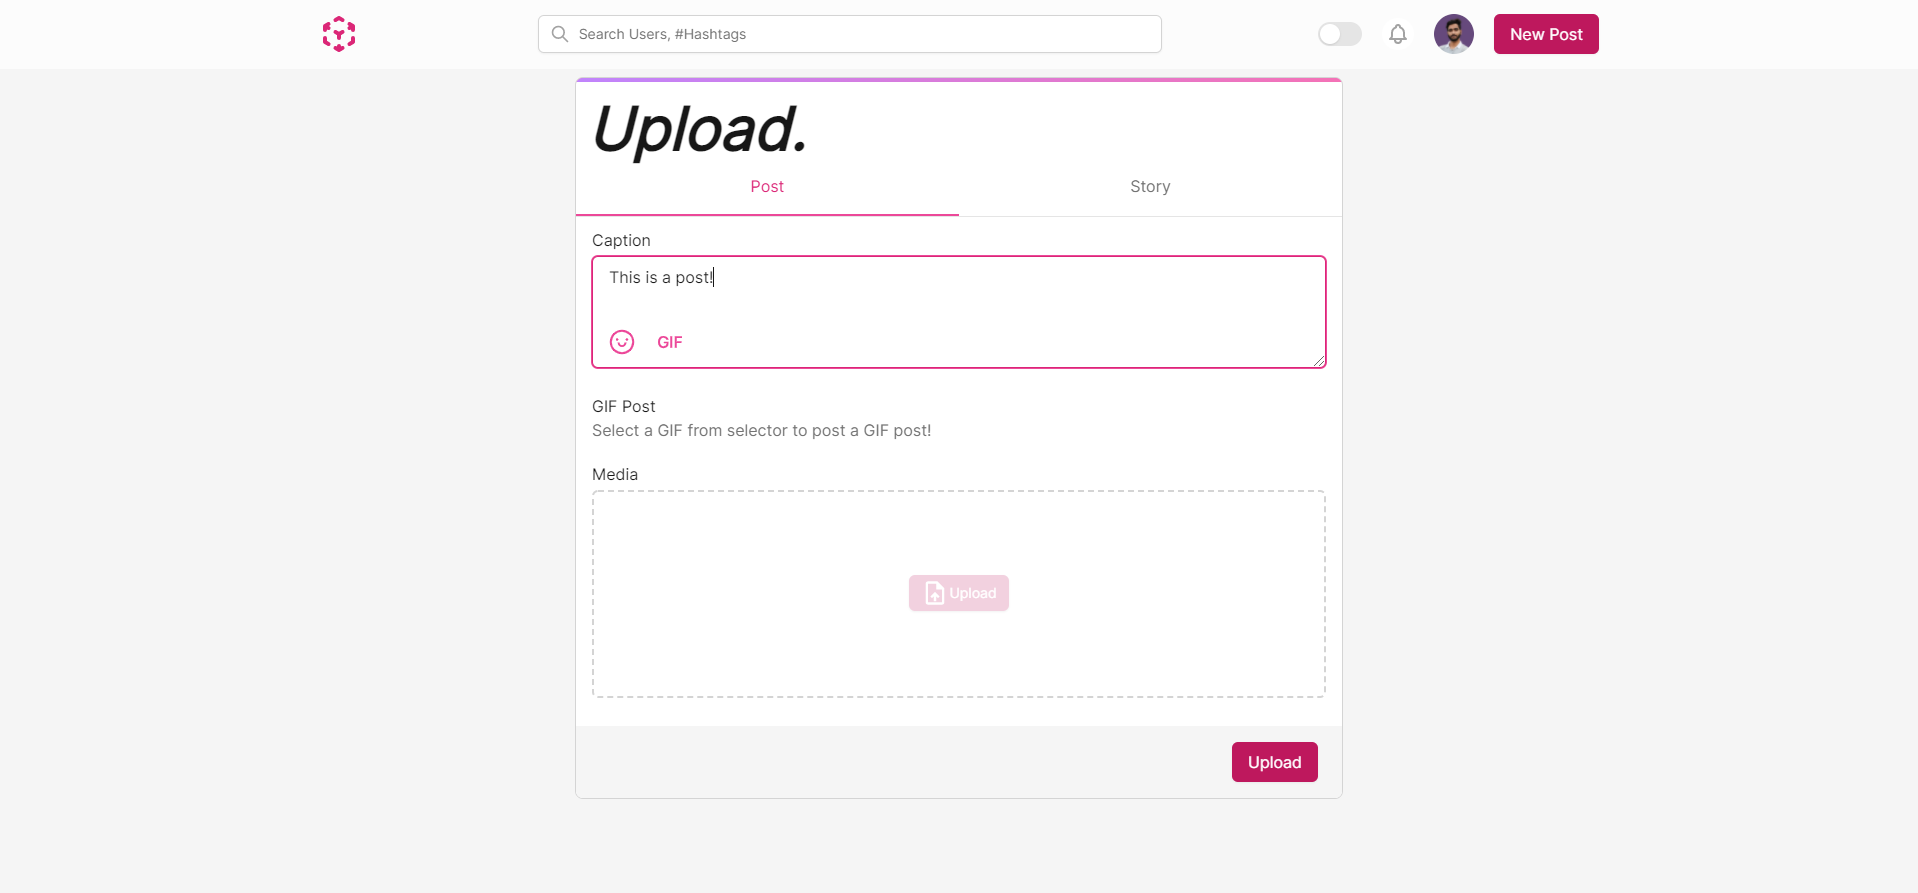 Search Users, #Hashtags
New Post
Upload.
Post
Story
Caption
This is a post!
GIF
GIF Post
Select a GIF from selector to post a GIF post!
Media
Upload
Upload